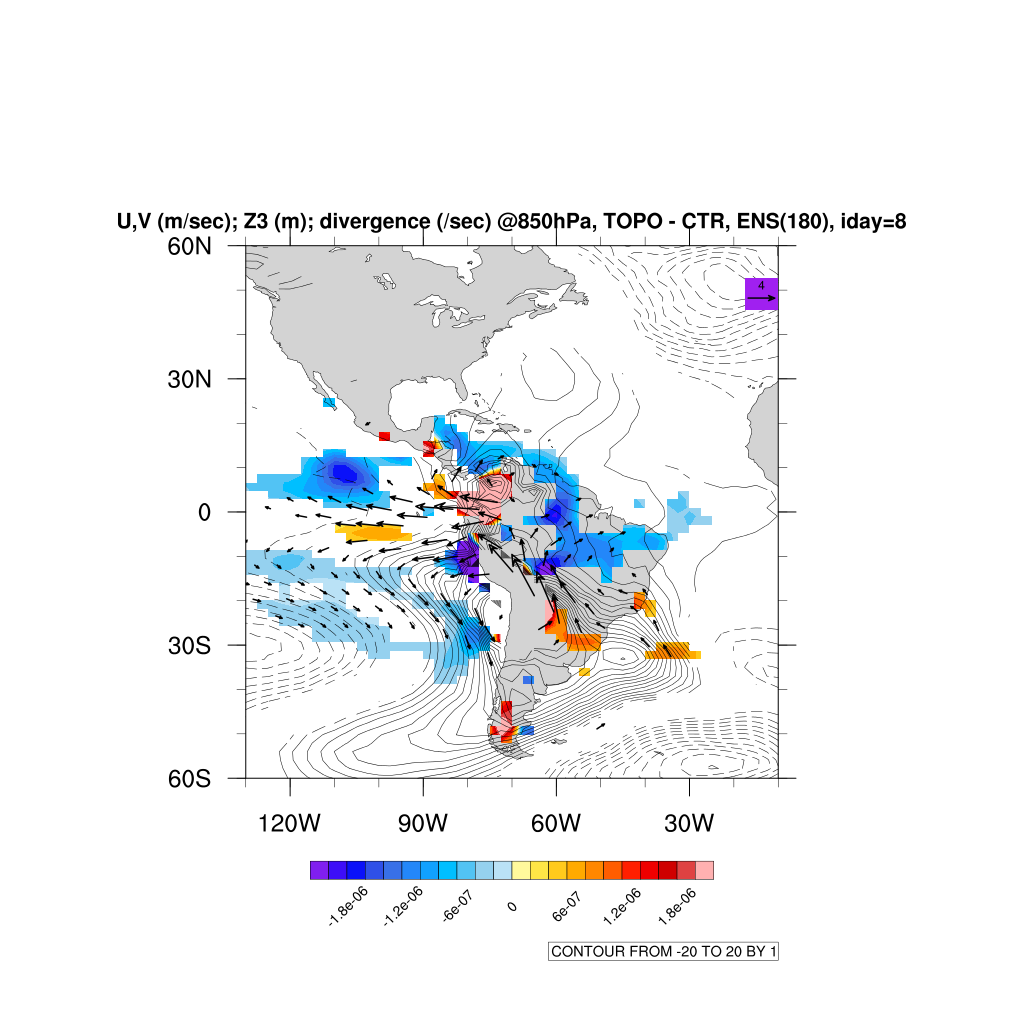 U,V (m/sec); Z3 (m); divergence (/sec) @850hPa, TOPO - CTR, ENS(180), iday=8
60N
4
30N
0
30S
60S
120W 90W 60W 30W
-1.8e-06 -1.2e-06 -6e-07 0 6e-07 1.2e-06 1.8e-06
CONTOUR FROM -20 TO 20 BY 1